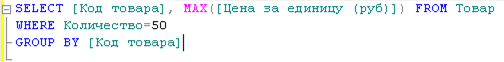 SELECT [Код товара], MAX([Цена за единицу (руб)]) FROM Товар
WHERE Количество=50
GROUP BY [Код товара]